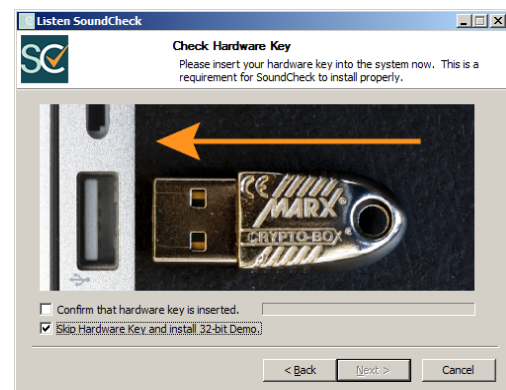 Listen SoundCheck
SC
Check Hardware Key
Please insert your hardware key into the system now. This is a
requirement for SoundCheck to install properly.
CE
MARX®
CRYPTO-BOX®
Confirm that hardware key is inserted.
Skip Hardware Key and install 32-bit Demo.
< Back
Next >
Cancel